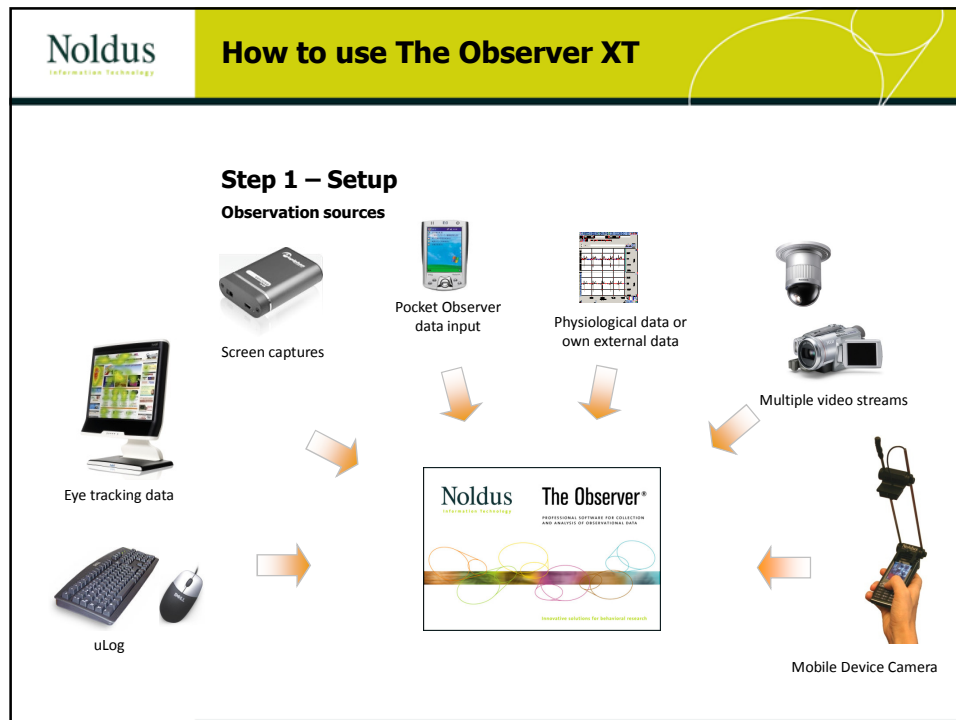 Noldus
Information Technology
How to use The Observer XT
Step 1 – Setup
Observation sources
Screen captures
Pocket Observer
data input
Physiological data or
own external data
Multiple video streams
Eye tracking data
uLog
Mobile Device Camera
Noldus
Information Technology
The Observer®
PROFESSIONAL SOFTWARE FOR COLLECTION
AND ANALYSIS OF OBSERVATIONAL DATA
Innovative solutions for behavioral research
DELL